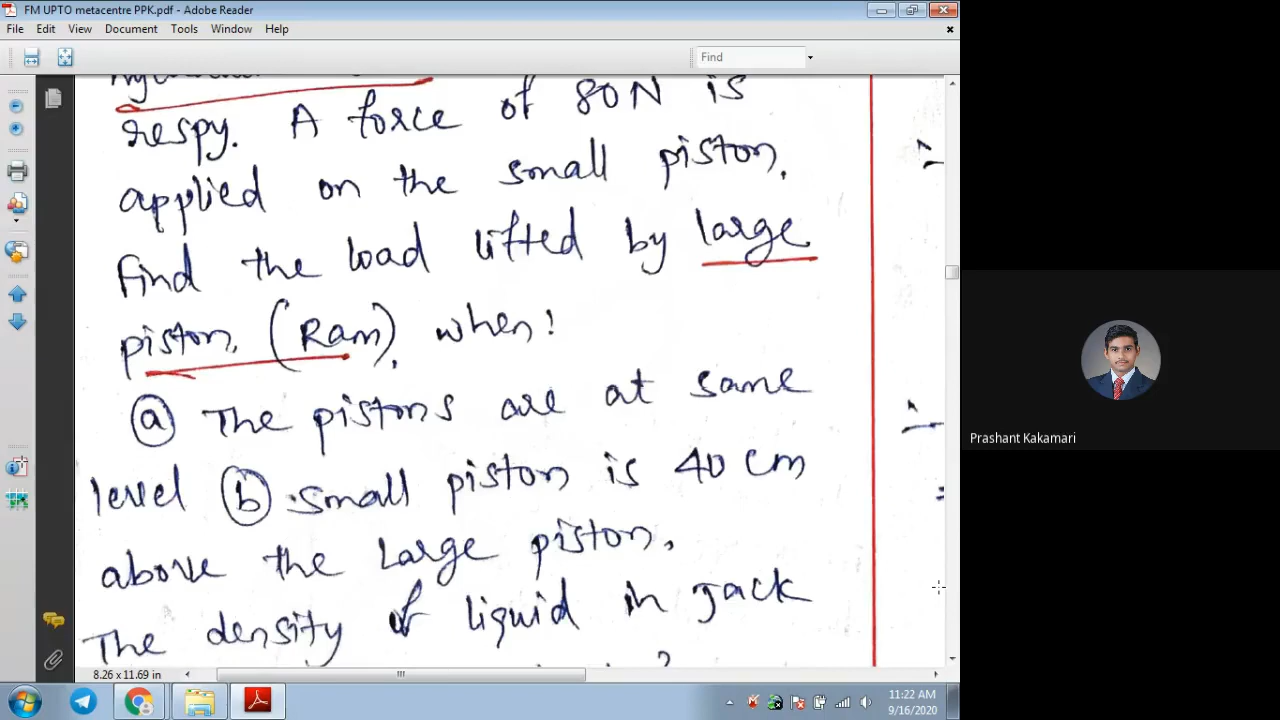 FM UPTO metacentre PPK.pdf - Adobe Reader
File Edit View Document Tools Window Help
Find
respy. A force of 80N is
applied on the small piston.
Find the load lifted by large
piston. (Ram). when:
(a) The pistons are at same
level (b) small piston is 40 cm
above the large piston.
The density of liquid in jack
8.26 x 11.69 in
Prashant Kakamari
11:22 AM
9/16/2020